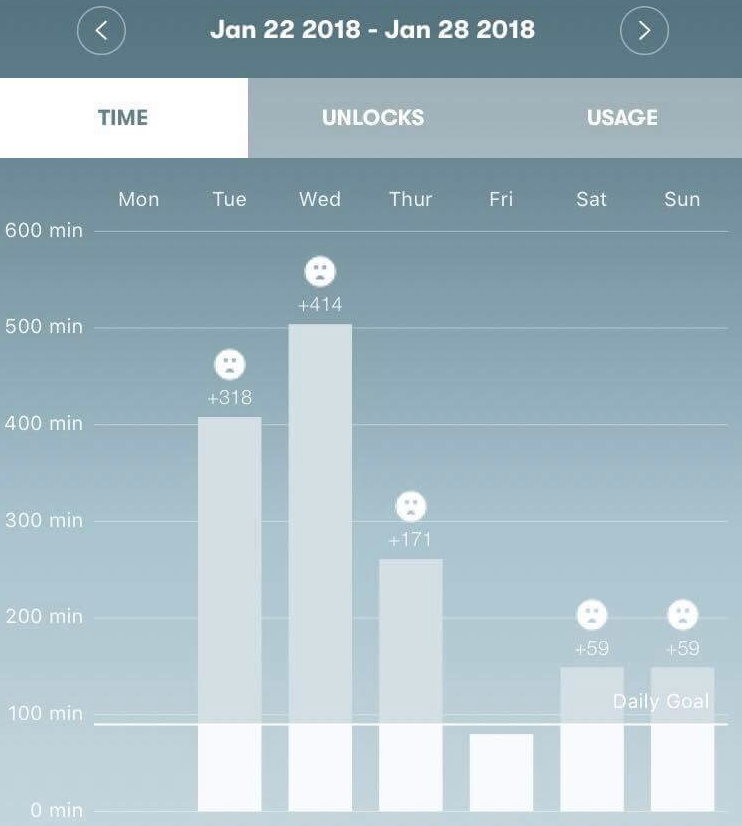 Jan 22 2018 - Jan 28 2018
TIME UNLOCKS USAGE
Mon Tue Wed Thur Fri Sat Sun
600 min
+414
500 min
+318
400 min
+171
300 min
200 min
+59 +59
Daily Goal
100 min
0 min